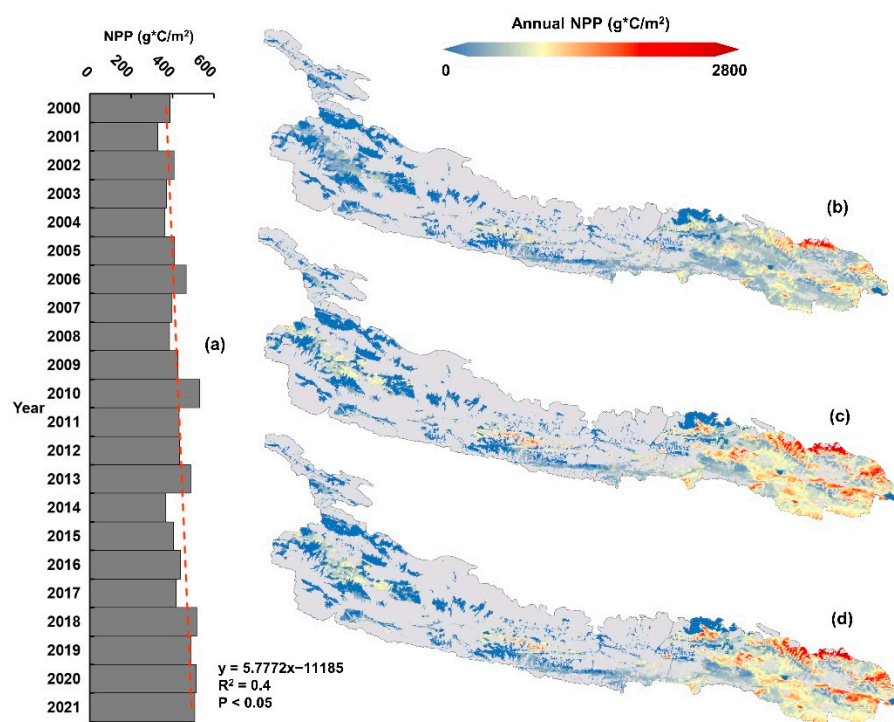 NPP (g*C/m²)
0
400
600
2000
2001
2002
2003
2004
2005
2006
2007
2008
2009
2010
2011
2012
2013
2014
2015
2016
2017
2018
2019
2020
2021
Year
(a)
y = 5.7772x−11185
R² = 0.4
P < 0.05
Annual NPP (g*C/m²)
0 2800
(b)
(c)
(d)